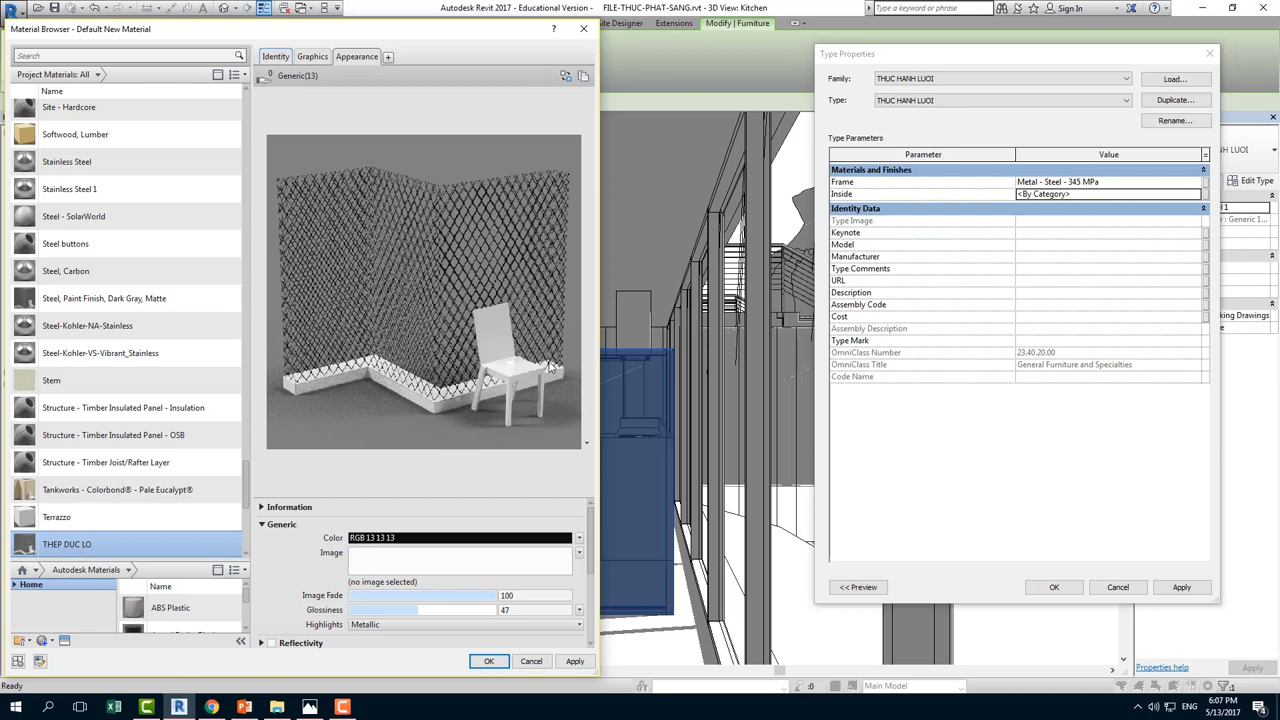 Autodesk Revit 2017 - Educational Version - FILE-THUC-PHAT-SANG.rvt - 3D View: Kitchen
Type a keyword or phrase
Sign In
Site Designer
Extensions
Modify | Furniture
Material Browser - Default New Material
?
Search
Project Materials: All
Name
Site - Hardcore
Softwood, Lumber
Stainless Steel
Stainless Steel 1
Steel - SolarWorld
Steel buttons
Steel, Carbon
Steel, Paint Finish, Dark Gray, Matte
Steel-Kohler-NA-Stainless
Steel-Kohler-VS-Vibrant_Stainless
Stem
Structure - Timber Insulated Panel - Insulation
Structure - Timber Insulated Panel - OSB
Structure - Timber Joist/Rafter Layer
Tankworks - Colorbond® - Pale Eucalypt®
Terrazzo
THEP DUC LO
Autodesk Materials
Home
Name
ABS Plastic
Identity
Graphics
Appearance
0
Generic(13)
Information
Generic
Color
RGB 13 13 13
Image
(no image selected)
Image Fade
100
Glossiness
47
Highlights
Metallic
Reflectivity
OK
Cancel
Apply
Type Properties
Family:
THUC HANH LUOI
Load...
Type:
THUC HANH LUOI
Duplicate...
Rename...
Type Parameters
Parameter
Value
=
Materials and Finishes
Frame
Metal - Steel - 345 MPa
Inside
<By Category>
Identity Data
Type Image
Keynote
Model
Manufacturer
Type Comments
URL
Description
Assembly Code
Cost
Assembly Description
Type Mark
OmniClass Number
23.40.20.00
OmniClass Title
General Furniture and Specialties
Code Name
<< Preview
OK
Cancel
Apply
Edit Type
: Generic 1...
king Drawings
Properties help
Apply
Ready
:0
Main Model
:1
ENG
6:07 PM
5/13/2017